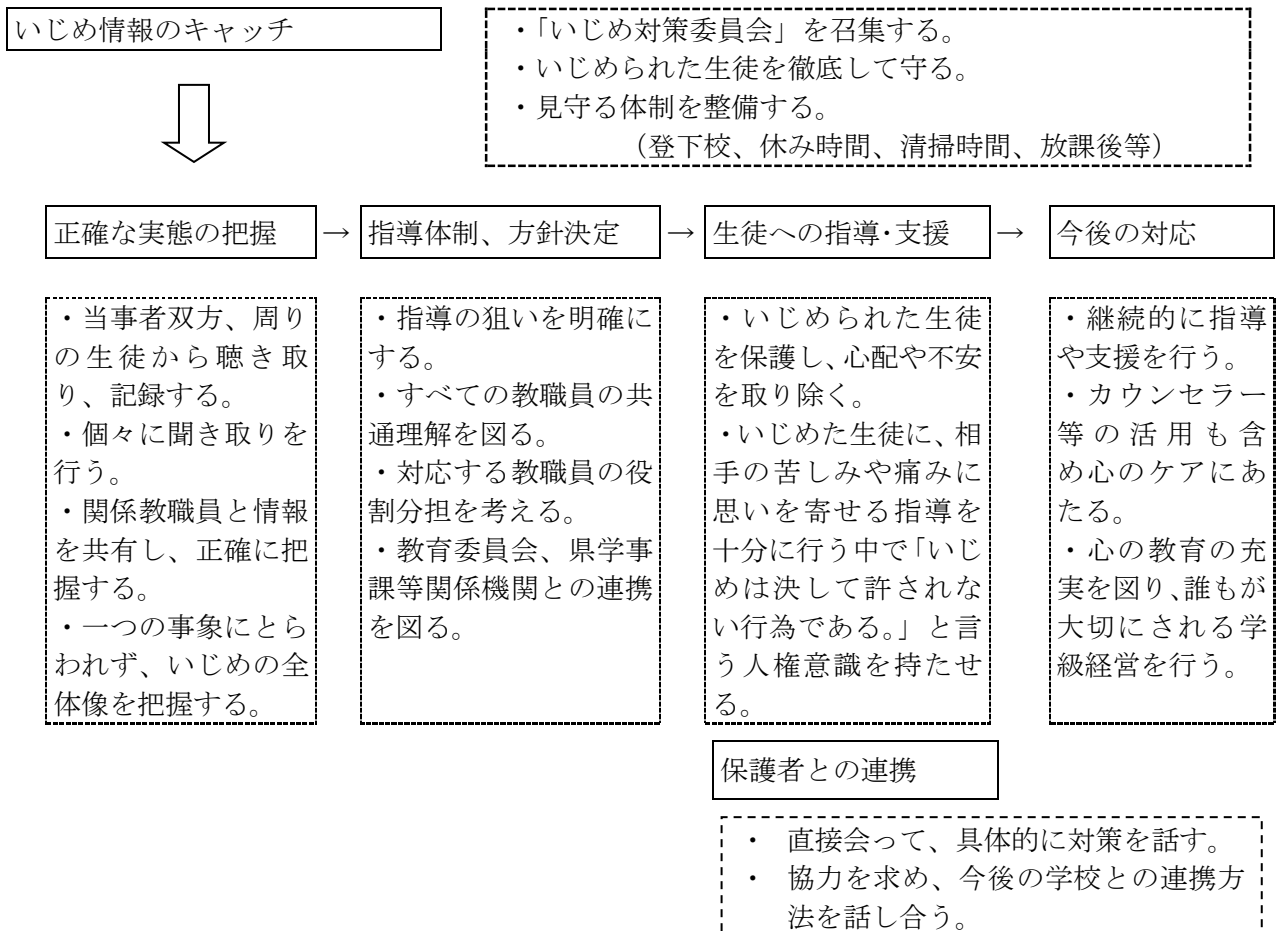 いじめ情報のキャッチ
・「いじめ対策委員会」を召集する。
・いじめられた生徒を徹底して守る。
・見守る体制を整備する。
(登下校、休み時間、清掃時間、放課後等)
正確な実態の把握 → 指導体制、方針決定 → 生徒への指導・支援 → 今後の対応
・当事者双方、周り
の生徒から聴き取
り、記録する。
・個々に聞き取りを
行う。
・関係教職員と情報
を共有し、正確に把
握する。
・一つの事象にとら
われず、いじめの全
体像を把握する。
・指導の狙いを明確に
する。
・すべての教職員の共
通理解を図る。
・対応する教職員の役
割分担を考える。
・教育委員会、県学事
課等関係機関との連携
を図る。
・いじめられた生徒
を保護し、心配や不安
を取り除く。
・いじめた生徒に、相
手の苦しみや痛みに
思いを寄せる指導を
十分に行う中で「いじ
めは決して許されな
い行為である。」と言
う人権意識を持たせ
る。
・継続的に指導
や支援を行う。
・カウンセラー
等の活用も含
め心のケアにあ
たる。
・心の教育の充
実を図り、誰もが
大切にされる学
級経営を行う。
保護者との連携
・ 直接会って、具体的に対策を話す。
・ 協力を求め、今後の学校との連携方
法を話し合う。